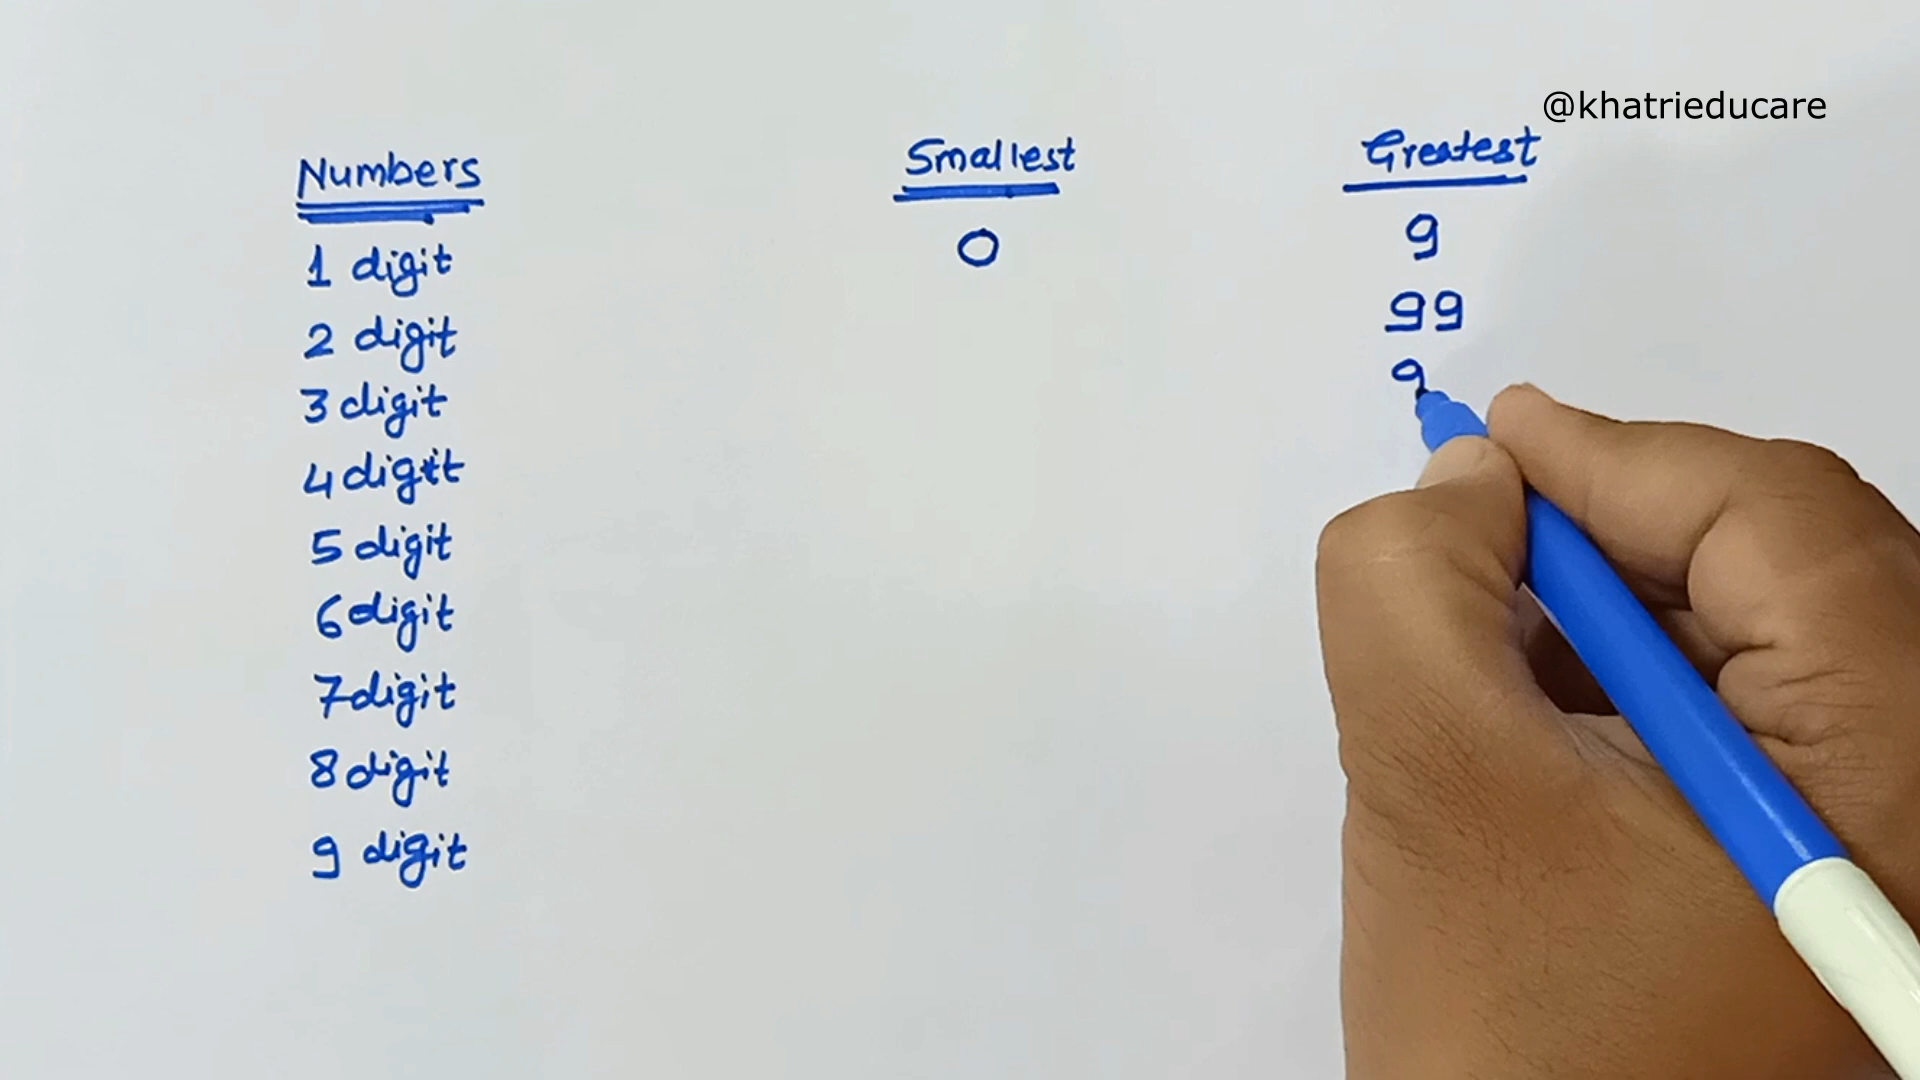 @khatrieducare
Numbers Smallest Greatest
1 digit 0 9
2 digit 99
3 digit 9
4 digit
5 digit
6 digit
7 digit
8 digit
9 digit